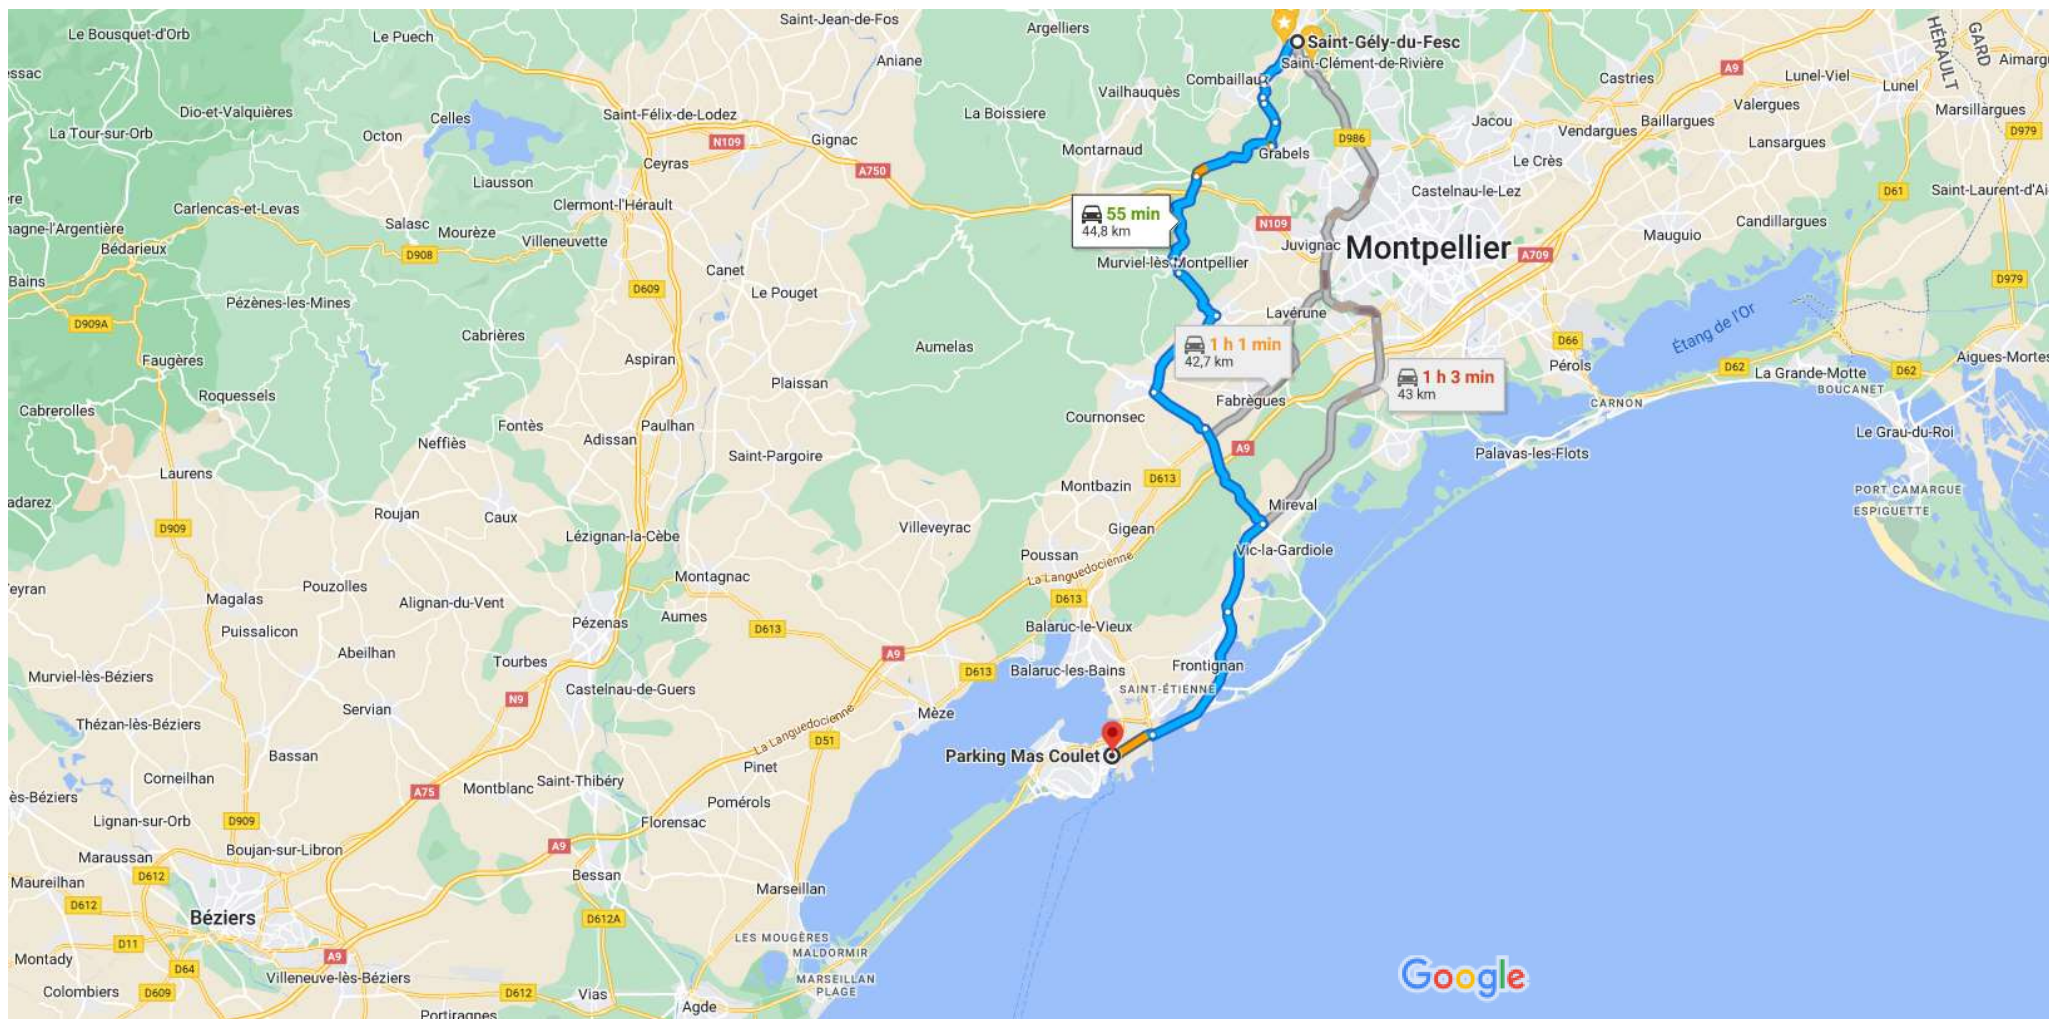 Le Bousquet-d'Orb
Le Puech
Saint-Jean-de-Fos
Argelliers
Saint-Gély-du-Fesc
HÉRAULT
GARD
essac
Aniane
Saint-Clément-de-Rivière
A9
Aimargu
Combaillau
Castries
Lunel-Viel
Lunel
Vailhauquès
Dio-et-Valquières
Celles
Saint-Félix-de-Lodez
La Boissiere
Jacou
Valergues
Marsillargues
La Tour-sur-Orb
Octon
N109
Gignac
D986
Vendargues
Baillargues
D979
Montarnaud
Grabels
Lansargues
Ceyras
Le Crès
A750
Liausson
Castelnau-le-Lez
D61
Saint-Laurent-d'Ai
ere
Carlencas-et-Levas
Clermont-l'Hérault
55 min
44,8 km
N109
Candillargues
magne-l'Argentière
Salasc
Mourèze
Villeneuvette
Juvignac
Montpellier
Mauguio
Bédarieux
D908
A709
Murviel-lès-Montpellier
Canet
Bains
D609
Le Pouget
D979
Pézènes-les-Mines
Lavérune
Étang de l'Or
D909A
Cabrières
Faugères
Aspiran
Aumelas
1 h 1 min
42,7 km
D66
Aigues-Mortes
Pérols
D62
La Grande-Motte
D62
1 h 3 min
43 km
Plaissan
BOUCANET
Roquessels
Fabrègues
CARNON
Cabrerolles
Cournonsec
Fontès
Paulhan
Adissan
Neffiès
Le Grau-du-Roi
A9
Saint-Pargoire
Palavas-les-Flots
Laurens
D613
Montbazin
PORT CAMARGUE
ESPIGUETTE
adarez
Roujan
Caux
Mireval
D909
Villeveyrac
Gigean
Lézignan-la-Cèbe
Vic-la-Gardiole
Poussan
La Languedocienne
Montagnac
eyran
Pouzolles
Magalas
Alignan-du-Vent
D613
Aumes
Pézenas
Puissalicon
D613
Balaruc-le-Vieux
Abeilhan
A9
Tourbes
Frontignan
Murviel-lès-Béziers
D613
Balaruc-les-Bains
Castelnau-de-Guers
SAINT-ÉTIENNE
N9
Servian
Mèze
Thézan-lès-Béziers
La Languedocienne
D51
Bassan
Parking Mas Coulet
Pinet
Corneilhan
Saint-Thibéry
A75
Montblanc
ès-Béziers
Pomérols
Lignan-sur-Orb
D909
Florensac
A9
Boujan-sur-Libron
Maraussan
D612
Bessan
Maureilhan
Marseillan
D612
Béziers
D612A
D11
LES MOUGÈRES
MALDORMIR
A9
Montady
D64
Villeneuve-lès-Béziers
MARSEILLAN
PLAGE
Google
Colombiers
D609
D612
Vias
Agde
Portiragnes